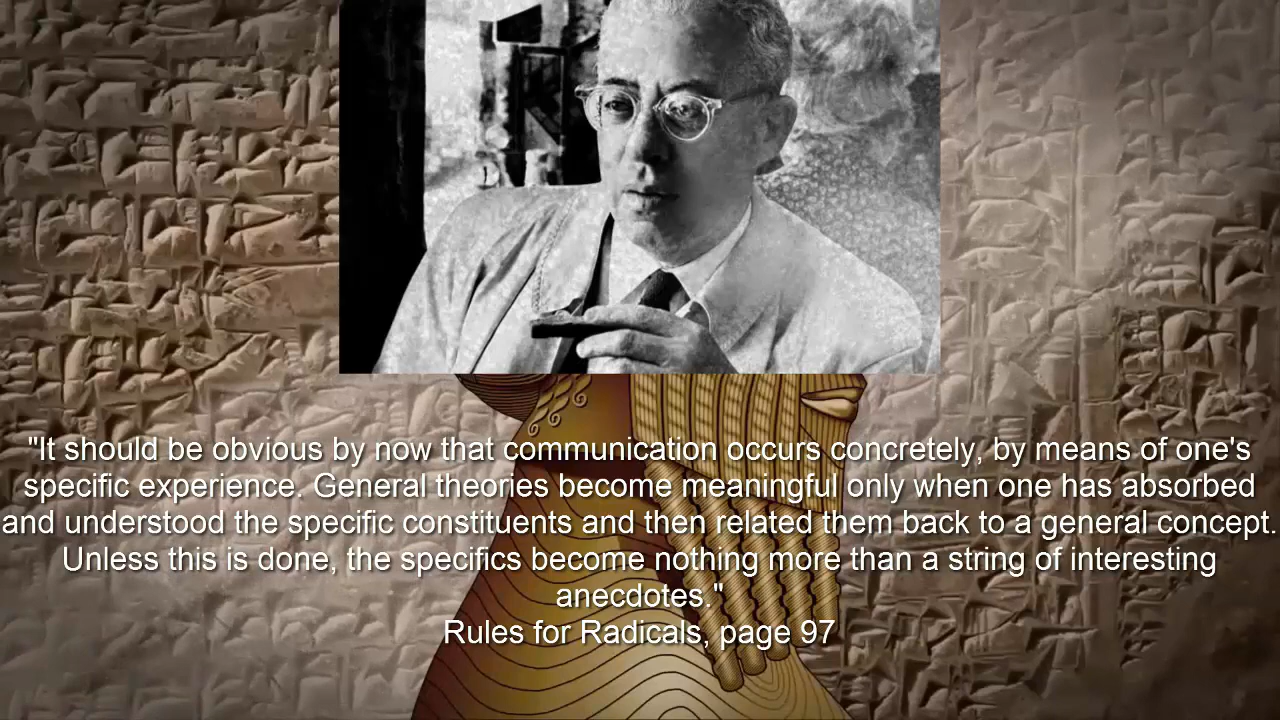 "It should be obvious by now that communication occurs concretely, by means of one's
specific experience. General theories become meaningful only when one has absorbed
and understood the specific constituents and then related them back to a general concept.
Unless this is done, the specifics become nothing more than a string of interesting
anecdotes."
Rules for Radicals, page 97